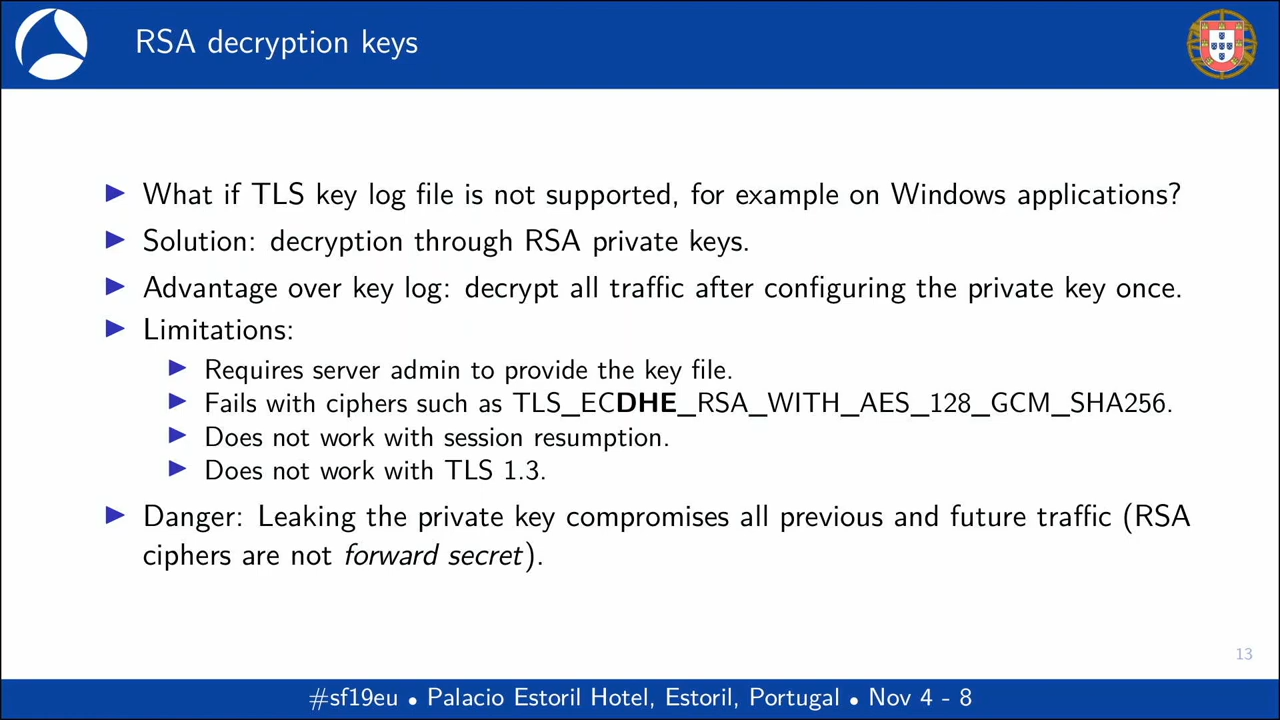 RSA decryption keys
What if TLS key log file is not supported, for example on Windows applications?
Solution: decryption through RSA private keys.
Advantage over key log: decrypt all traffic after configuring the private key once.
Limitations:
Requires server admin to provide the key file.
Fails with ciphers such as TLS_ECDHE_RSA_WITH_AES_128_GCM_SHA256.
Does not work with session resumption.
Does not work with TLS 1.3.
Danger: Leaking the private key compromises all previous and future traffic (RSA
ciphers are not forward secret).
13
#sf19eu • Palacio Estoril Hotel, Estoril, Portugal • Nov 4 - 8